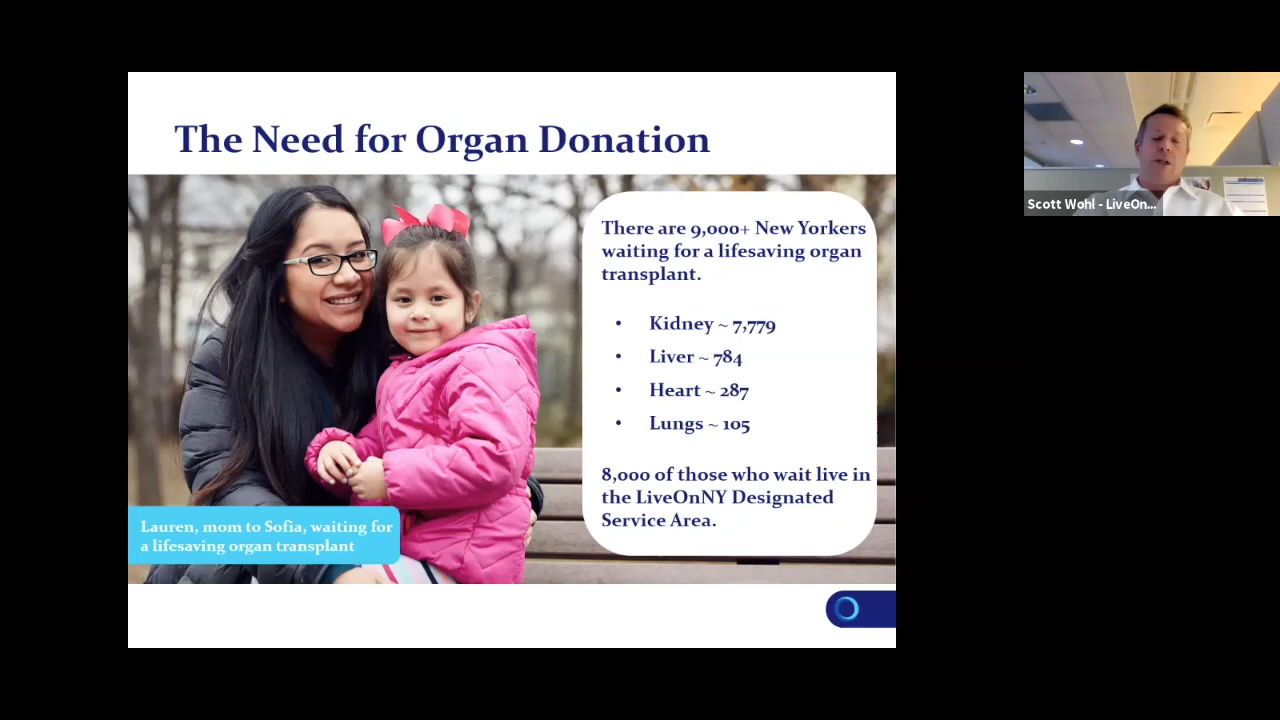 The Need for Organ Donation
There are 9,000+ New Yorkers
waiting for a lifesaving organ
transplant.
• Kidney ~ 7,779
• Liver ~ 784
• Heart ~ 287
• Lungs ~ 105
8,000 of those who wait live in
the LiveOnNY Designated
Service Area.
Lauren, mom to Sofia, waiting for
a lifesaving organ transplant
Scott Wohl - LiveOn...